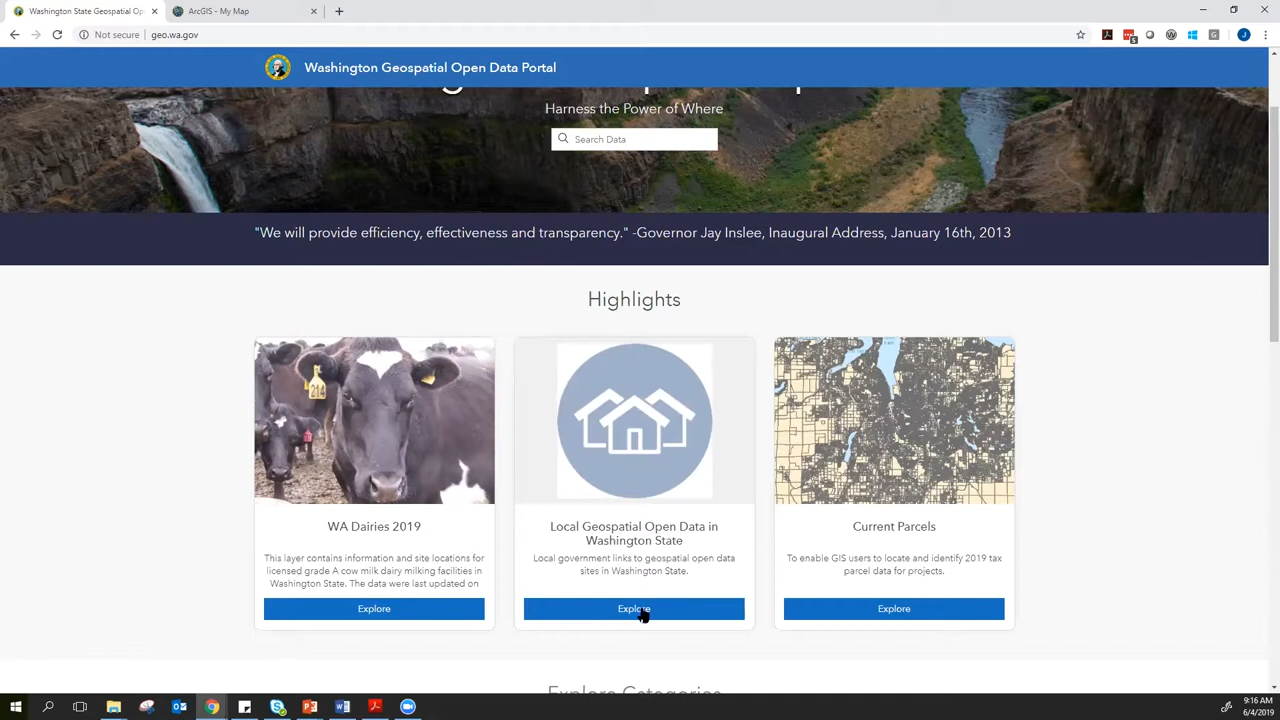 Washington State Geospatial Op
ArcGIS - My Map
Not secure | geo.wa.gov
Washington Geospatial Open Data Portal
Harness the Power of Where
Search Data
"We will provide efficiency, effectiveness and transparency." -Governor Jay Inslee, Inaugural Address, January 16th, 2013
Highlights
214
WA Dairies 2019
This layer contains information and site locations for
licensed grade A cow milk dairy milking facilities in
Washington State. The data were last updated on
Explore
Local Geospatial Open Data in
Washington State
Local government links to geospatial open data
sites in Washington State.
Explore
Current Parcels
To enable GIS users to locate and identify 2019 tax
parcel data for projects.
Explore
Explore Categories
9:16 AM
6/4/2019